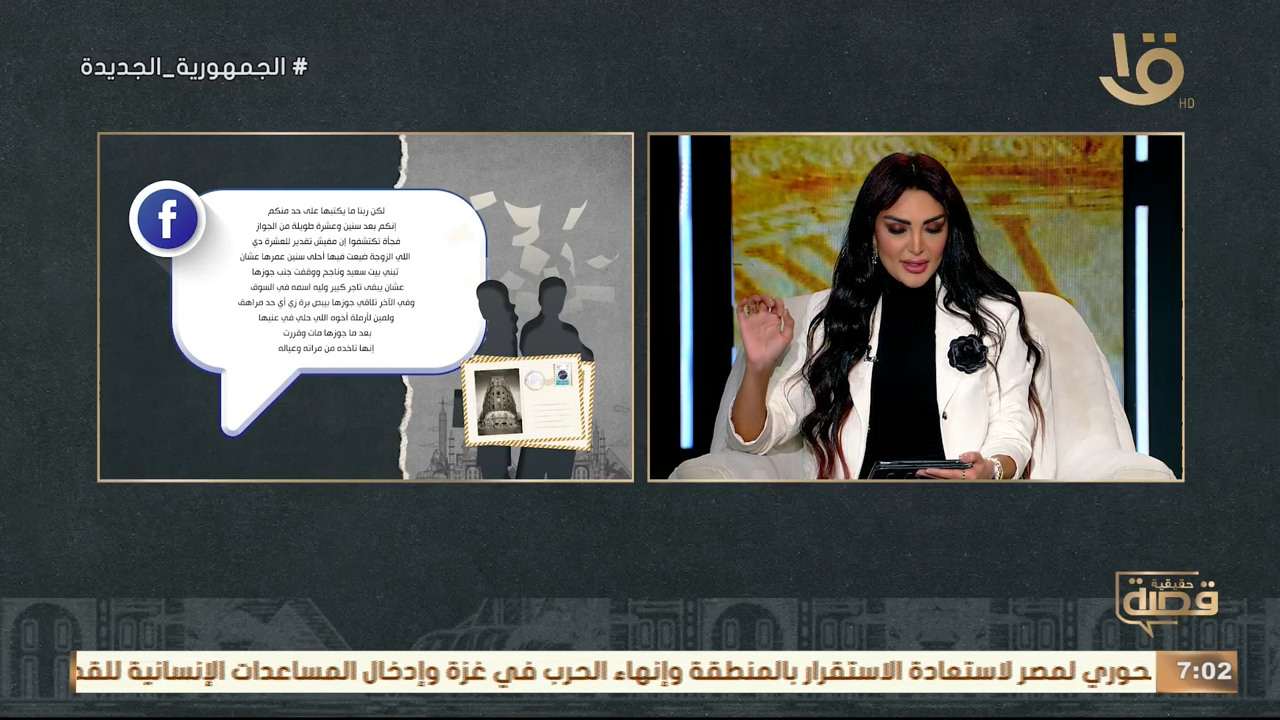 # الجمهورية_الجديدة
HD
لكن ربنا ما يكتبها على حد منكم
إنكم بعد سنين وعشرة طويلة من الجواز
فجأة تكتشفوا إن مفيش تقدير للعشرة دي
اللي الزوجة ضيعت فيها أحلى سنين عمرها عشان
تبني بيت سعيد وناجح ووقفت جنب جوزها
عشان يبقى تاجر كبير وليه اسمه في السوق
وفي الآخر تلاقي جوزها بيبص برة زي أي حد مراهق
ولمين لأرملة أخوه اللي حلي في عنيها
بعد ما جوزها مات وقررت
إنها تاخده من مراته وعياله
قصة حقيقية
7:02
حوري لمصر لاستعادة الاستقرار بالمنطقة وإنهاء الحرب في غزة وإدخال المساعدات الإنسانية